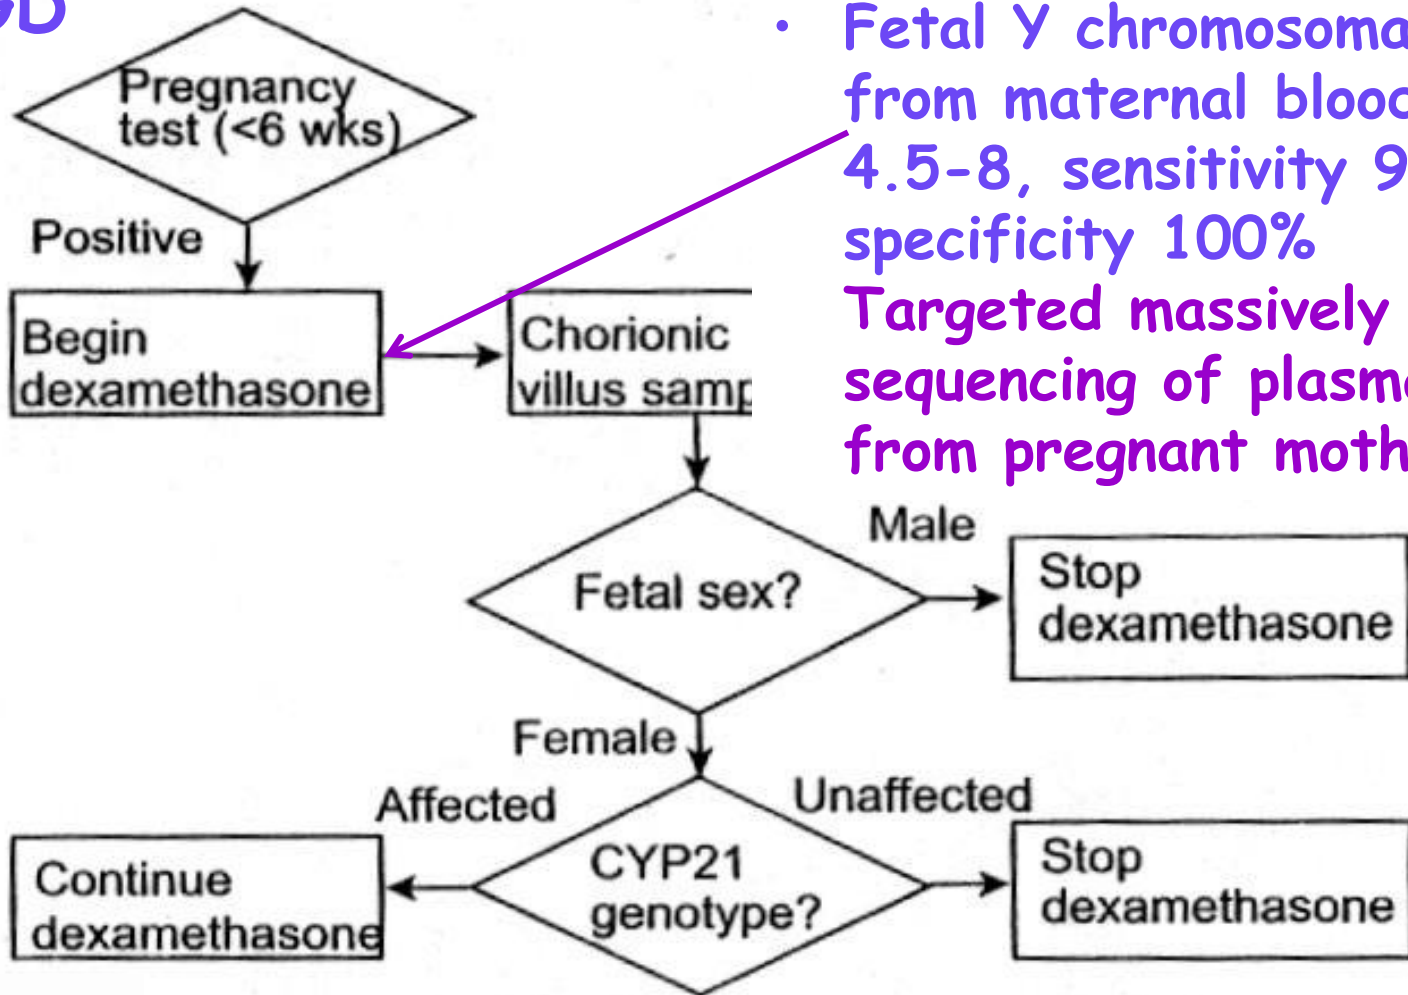 Pregnancy
test (<6 wks)
Positive
Begin
dexamethasone
Chorionic
villus samp
Fetal sex?
Male
Stop
dexamethasone
Female
Affected
Unaffected
CYP21
genotype?
Continue
dexamethasone
Stop
dexamethasone
• Fetal Y chromosoma
from maternal blood
4.5-8, sensitivity 9
specificity 100%
Targeted massively
sequencing of plasma
from pregnant moth